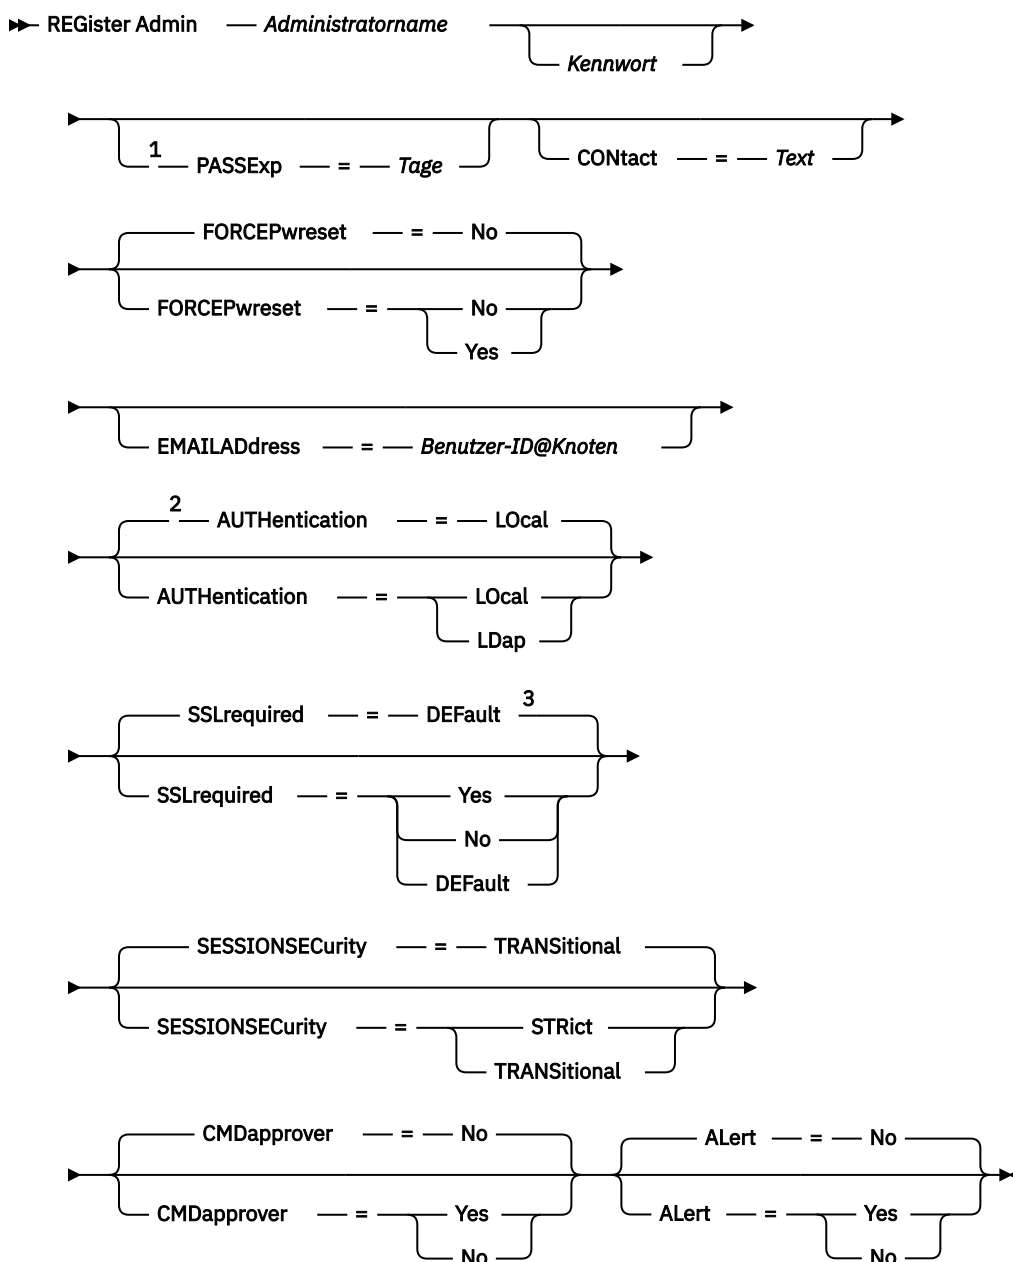 REGister Admin Administratorname
Kennwort
1 PASSExp = Tage CONtact = Text
FORCEPwreset = No
FORCEPwreset = No
Yes
EMAILADdress = Benutzer-ID@Knoten
2 AUTHentication = LOcal
AUTHentication = LOcal
LDap
SSLrequired = DEFault 3
SSLrequired = Yes
No
DEFault
SESSIONSECurity = TRANSitional
SESSIONSECurity = STRict
TRANSitional
CMDapprover = No ALert = No
CMDapprover = Yes ALert = Yes
No No